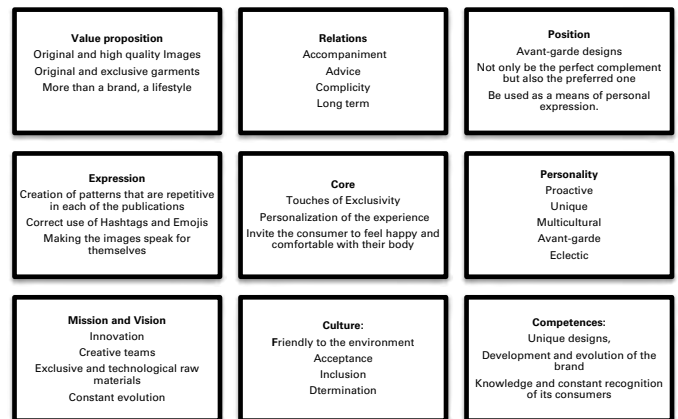 Value proposition
Original and high quality Images
Original and exclusive garments
More than a brand, a lifestyle
Relations
Accompaniment
Advice
Complicity
Long term
Position
Avant-garde designs
Not only be the perfect complement
but also the preferred one
Be used as a means of personal
expression.
Expression
Creation of patterns that are repetitive
in each of the publications
Correct use of Hashtags and Emojis
Making the images speak for
themselves
Core
Touches of Exclusivity
Personalization of the experience
Invite the consumer to feel happy and
comfortable with their body
Personality
Proactive
Unique
Multicultural
Avant-garde
Eclectic
Mission and Vision
Innovation
Creative teams
Exclusive and technological raw
materials
Constant evolution
Culture:
Friendly to the environment
Acceptance
Inclusion
Dtermination
Competences:
Unique designs,
Development and evolution of the
brand
Knowledge and constant recognition
of its consumers